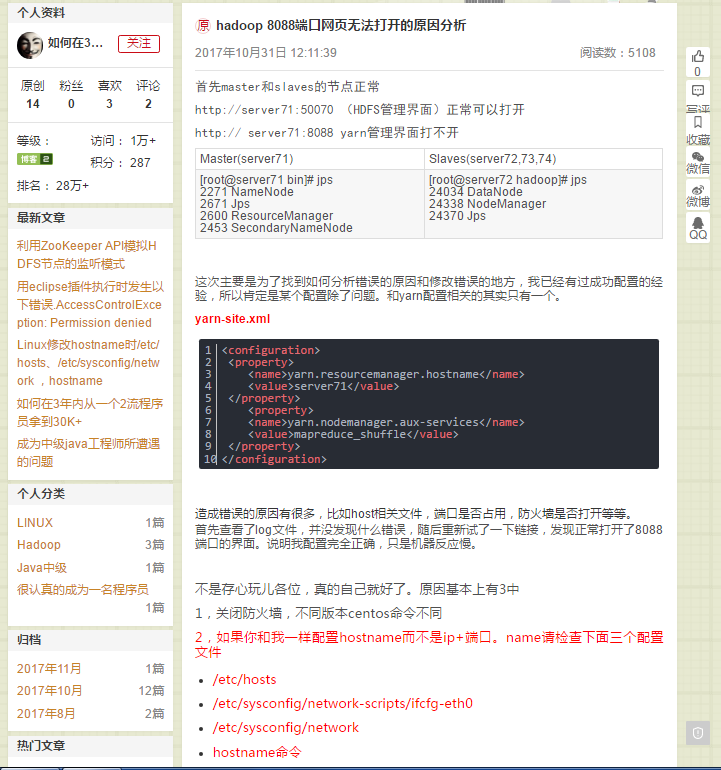 个人资料
如何在3...
关注
原创 粉丝 喜欢 评论
14 0 3 2
等级： 访问： 1万+
博客 2
积分： 287
排名： 28万+
最新文章
利用ZooKeeper API模拟H
DFS节点的监听模式
用eclipse插件执行时发生以
下错误.AccessControlExce
ption: Permission denied
Linux修改hostname时/etc/
hosts、/etc/sysconfig/netw
ork ，hostname
如何在3年内从一个2流程序
员拿到30K+
成为中级java工程师所遭遇
的问题
个人分类
LINUX 1篇
Hadoop 3篇
Java中级 1篇
很认真的成为一名程序员
1篇
归档
2017年11月 1篇
2017年10月 12篇
2017年8月 2篇
热门文章
原 hadoop 8088端口网页无法打开的原因分析
2017年10月31日 12:11:39 阅读数：5108
首先master和slaves的节点正常
http://server71:50070 （HDFS管理界面）正常可以打开
http:// server71:8088 yarn管理界面打不开
Master(server71) Slaves(server72,73,74)
[root@server71 bin]# jps
2271 NameNode
2671 Jps
2600 ResourceManager
2453 SecondaryNameNode
[root@server72 hadoop]# jps
24034 DataNode
24338 NodeManager
24370 Jps
这次主要是为了找到如何分析错误的原因和修改错误的地方，我已经有过成功配置的经
验，所以肯定是某个配置除了问题。和yarn配置相关的其实只有一个。
yarn-site.xml
1 <configuration>
2 <property>
3 <name>yarn.resourcemanager.hostname</name>
4 <value>server71</value>
5 </property>
6 <property>
7 <name>yarn.nodemanager.aux-services</name>
8 <value>mapreduce_shuffle</value>
9 </property>
10 </configuration>
造成错误的原因有很多，比如host相关文件，端口是否占用，防火墙是否打开等等。
首先查看了log文件，并没发现什么错误，随后重新试了一下链接，发现正常打开了8088
端口的界面。说明我配置完全正确，只是机器反应慢。
不是存心玩儿各位，真的自己就好了。原因基本上有3中
1，关闭防火墙，不同版本centos命令不同
2，如果你和我一样配置hostname而不是ip+端口。name请检查下面三个配置
文件
/etc/hosts
/etc/sysconfig/network-scripts/ifcfg-eth0
/etc/sysconfig/network
hostname命令
0
写评
收藏
微信
微博
QQ